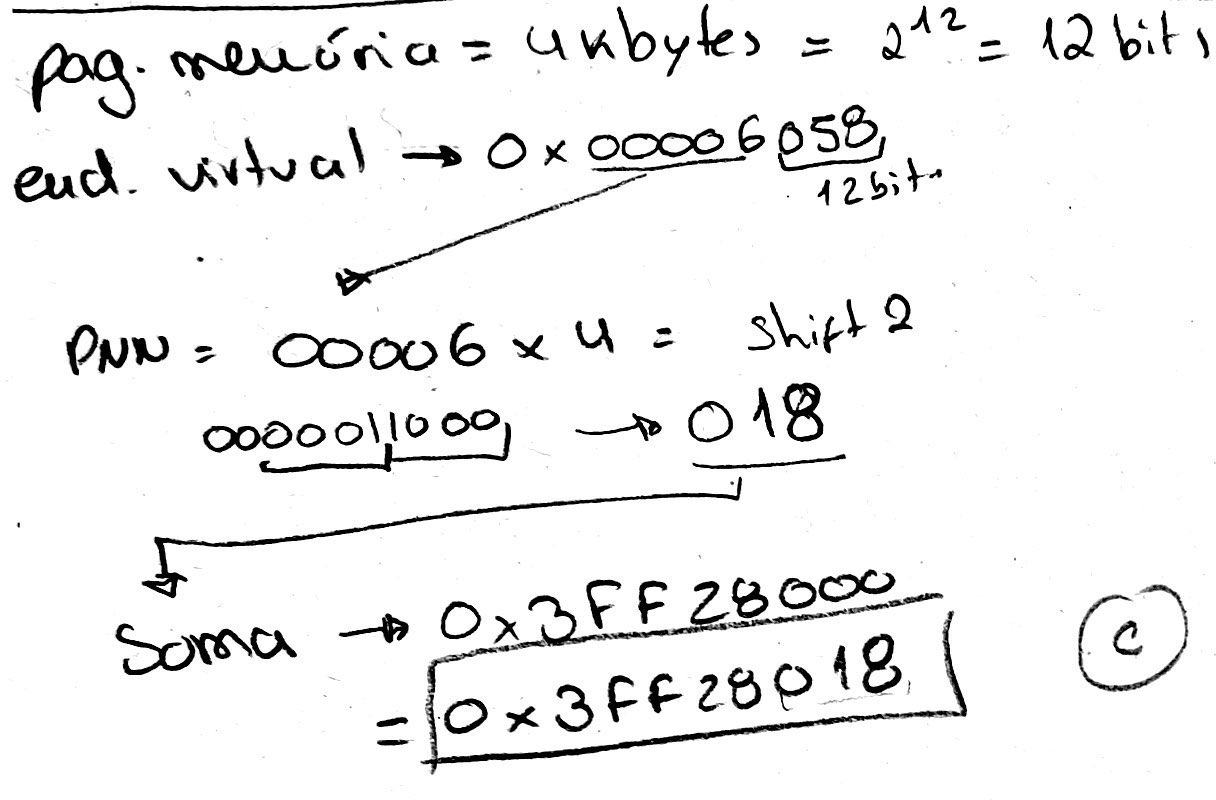 pag. memória = 4kbytes = 2^12 = 12 bits
end. virtual → 0x00006058
12 bits
PNN = 00006 x 4 = shift 2
0000011000 → 018
Soma → 0x3FF28000
= 0x3FF28018
C